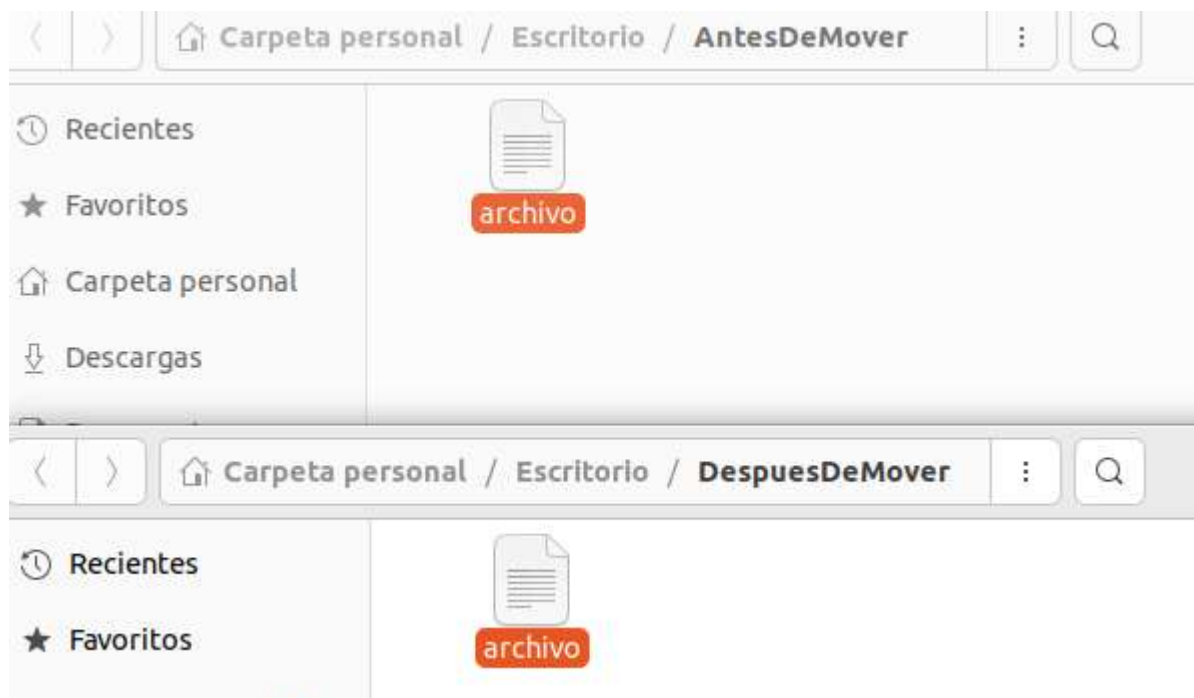 Carpeta personal / Escritorio / AntesDeMover
Recientes
archivo
Favoritos
Carpeta personal
Descargas
Carpeta personal / Escritorio / DespuesDeMover
Recientes
Favoritos
archivo